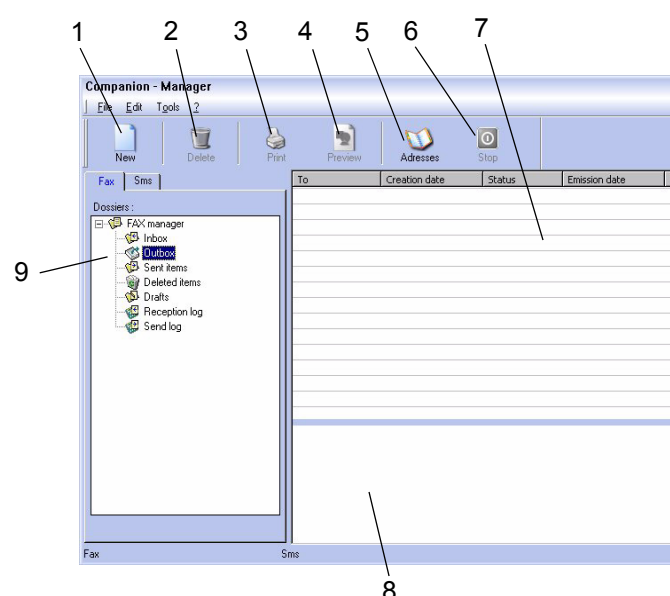 1 2 3 4 5 6 7
Companion - Manager
File Edit Tools ?
New Delete Print Preview Adresses Stop
Fax Sms
To Creation date Status Emission date
Dossiers :
FAX manager
Inbox
Outbox
9
Sent items
Deleted items
Drafts
Reception log
Send log
Fax Sms
8